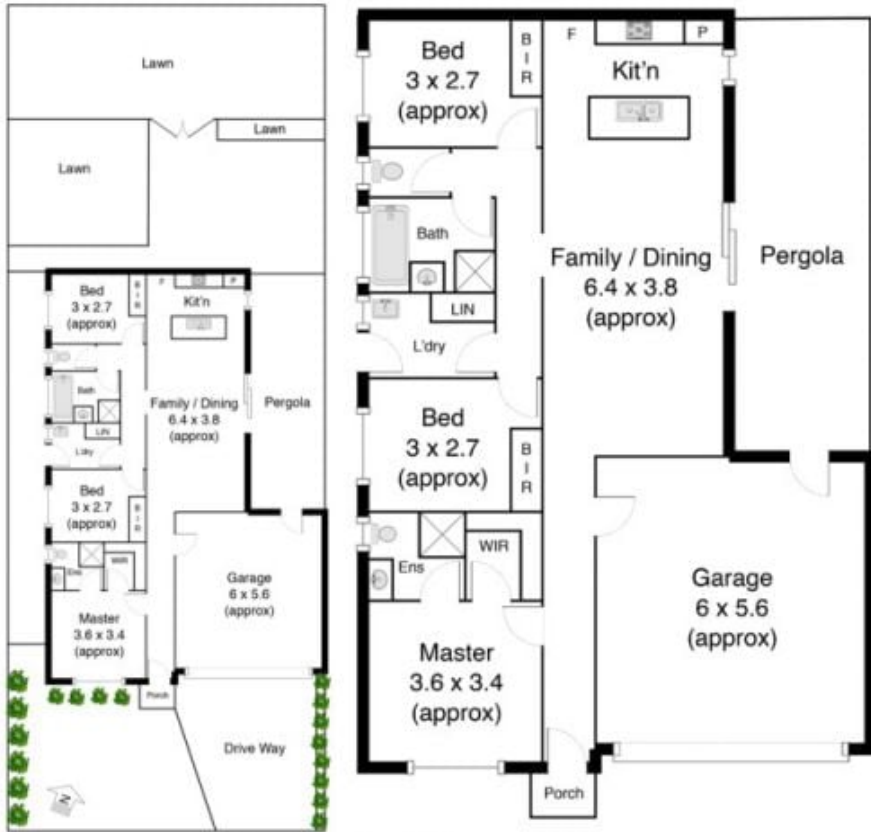 Lawn
Lawn
Lawn
Bed
3 x 2.7
(approx)
B
I
R
F
P
Kit'n
Bath
LIN
L'dry
Family / Dining
6.4 x 3.8
(approx)
Pergola
Bed
3 x 2.7
(approx)
B
I
R
Ens
WIR
Master
3.6 x 3.4
(approx)
Garage
6 x 5.6
(approx)
Porch
Drive Way
N
Bed
3 x 2.7
(approx)
B
I
R
F
P
Kit'n
Bath
LIN
L'dry
Family / Dining
6.4 x 3.8
(approx)
Pergola
Bed
3 x 2.7
(approx)
B
I
R
Ens
WIR
Master
3.6 x 3.4
(approx)
Garage
6 x 5.6
(approx)
Porch